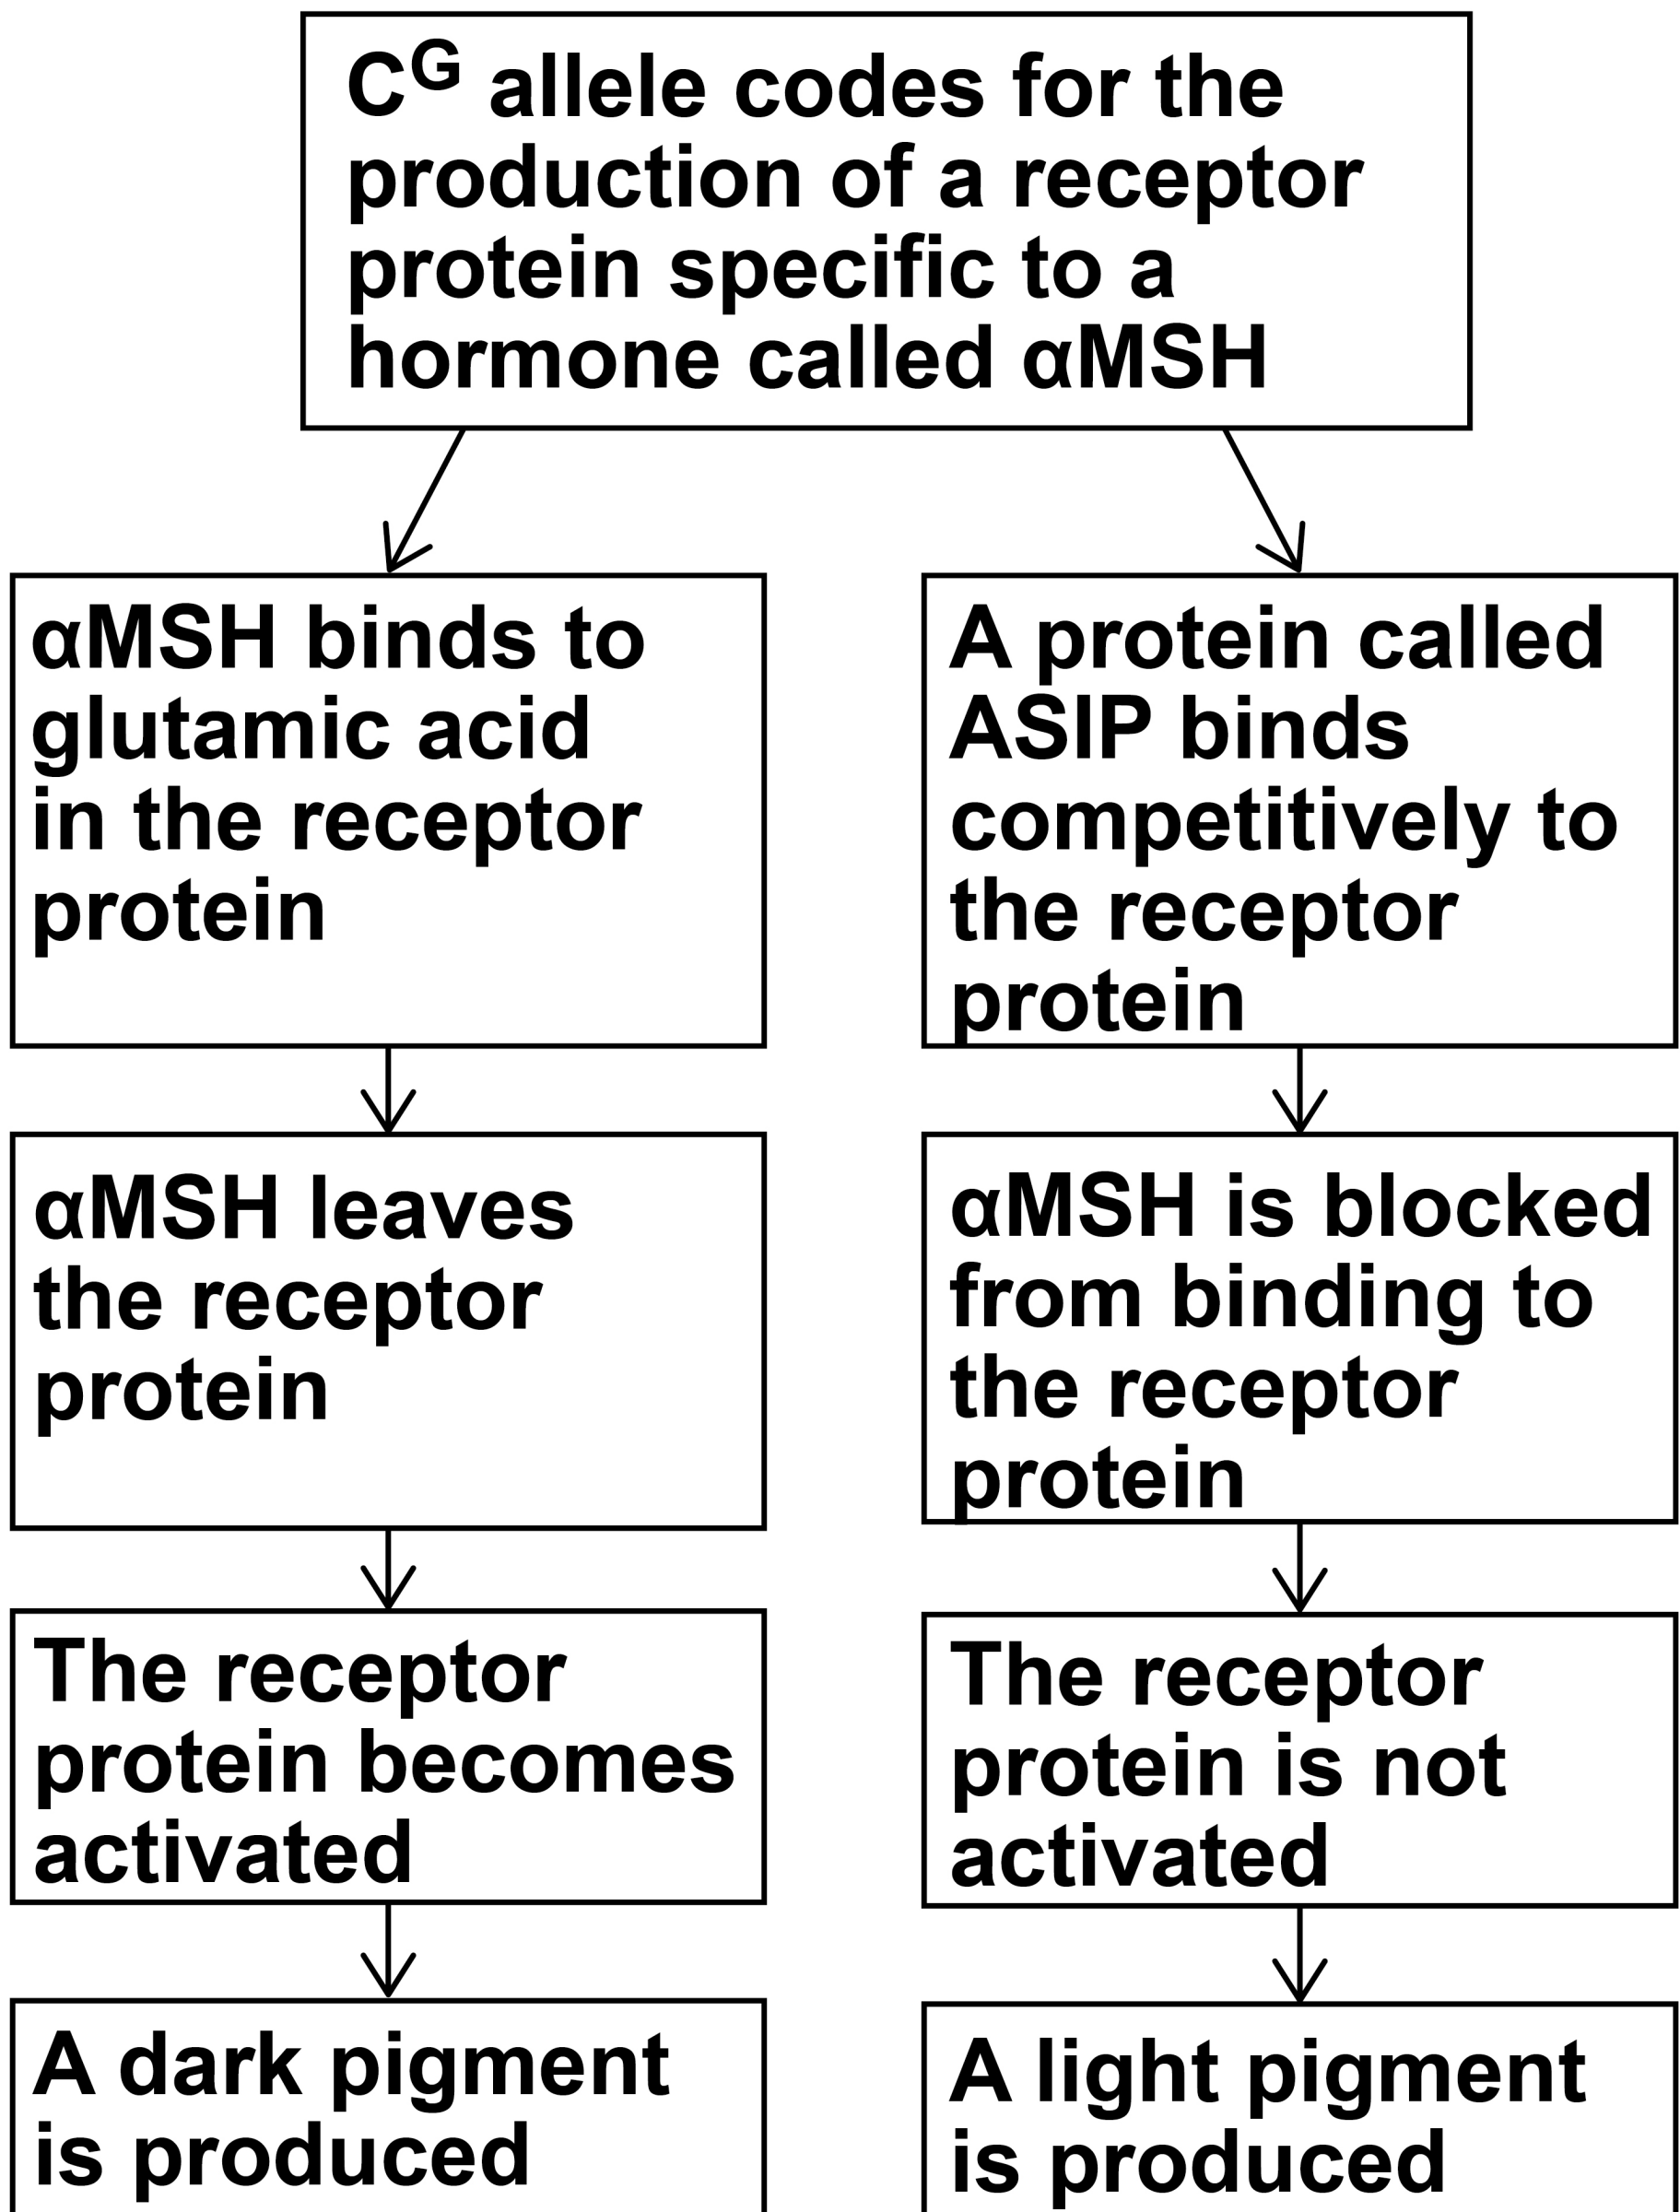 Cᴳ allele codes for the
production of a receptor
protein specific to a
hormone called αMSH
αMSH binds to
glutamic acid
in the receptor
protein
A protein called
ASIP binds
competitively to
the receptor
protein
αMSH leaves
the receptor
protein
αMSH is blocked
from binding to
the receptor
protein
The receptor
protein becomes
activated
The receptor
protein is not
activated
A dark pigment
is produced
A light pigment
is produced